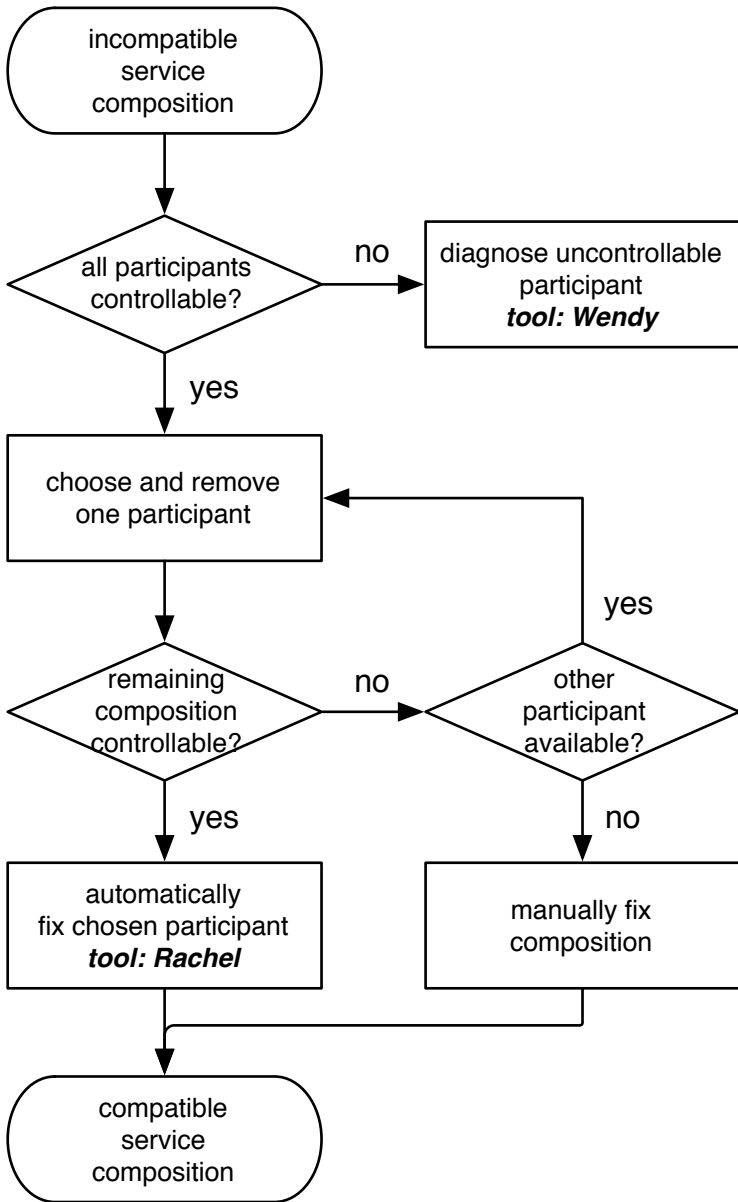 incompatible
service
composition
all participants
controllable?
no
diagnose uncontrollable
participant
tool: Wendy
yes
choose and remove
one participant
yes
remaining
composition
controllable?
no
other
participant
available?
yes
no
automatically
fix chosen participant
tool: Rachel
manually fix
composition
compatible
service
composition